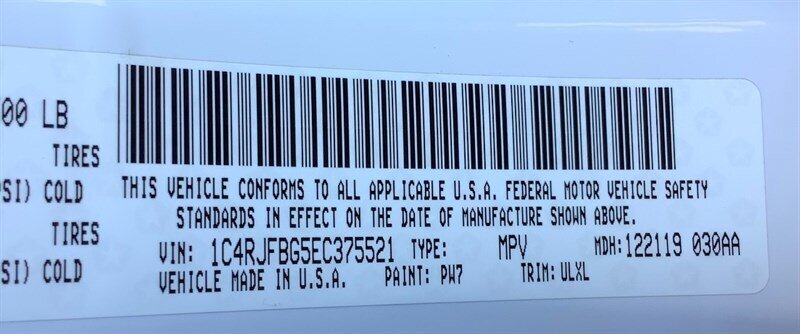 00 LB
TIRES
SI) COLD
TIRES
SI) COLD
THIS VEHICLE CONFORMS TO ALL APPLICABLE U.S.A. FEDERAL MOTOR VEHICLE SAFETY
STANDARDS IN EFFECT ON THE DATE OF MANUFACTURE SHOWN ABOVE.
VIN: 1C4RJFBG5EC375521 TYPE: MPV MDH: 122119 030AA
VEHICLE MADE IN U.S.A. PAINT: PW7 TRIM: ULXL